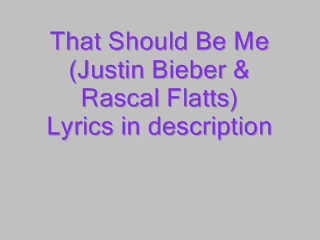 That Should Be Me
(Justin Bieber &
Rascal Flatts)
Lyrics in description